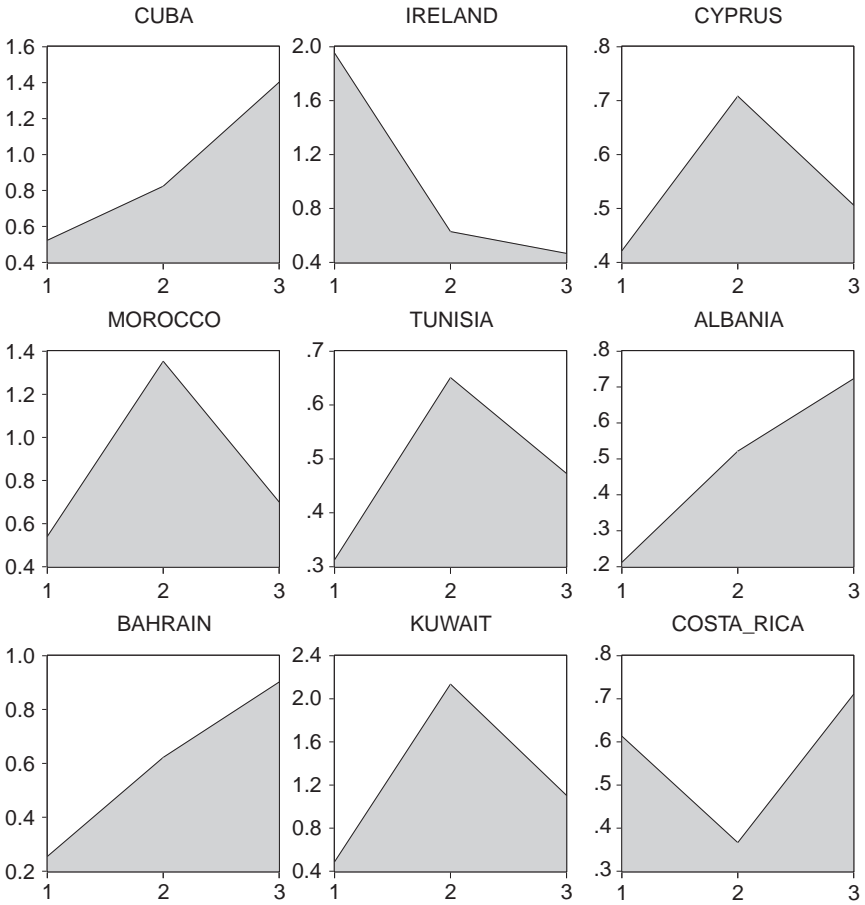 CUBA
1.6
1.4
1.2
1.0
0.8
0.6
0.4
1 2 3
IRELAND
2.0
1.6
1.2
0.8
0.4
1 2 3
CYPRUS
.8
.7
.6
.5
.4
1 2 3
MOROCCO
1.4
1.2
1.0
0.8
0.6
0.4
1 2 3
TUNISIA
.7
.6
.5
.4
.3
1 2 3
ALBANIA
.8
.7
.6
.5
.4
.3
.2
1 2 3
BAHRAIN
1.0
0.8
0.6
0.4
0.2
1 2 3
KUWAIT
2.4
2.0
1.6
1.2
0.8
0.4
1 2 3
COSTA_RICA
.8
.7
.6
.5
.4
.3
1 2 3